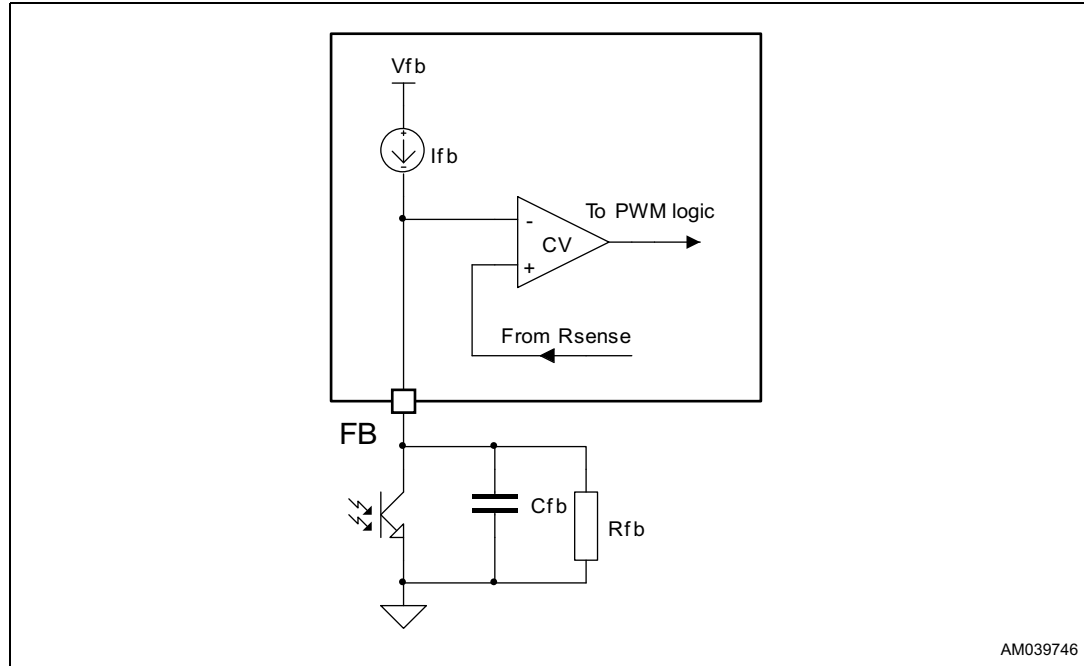 Vfb
+
-
Ifb
-
CV
+
To PWM logic
From Rsense
FB
Cfb
Rfb
AM039746